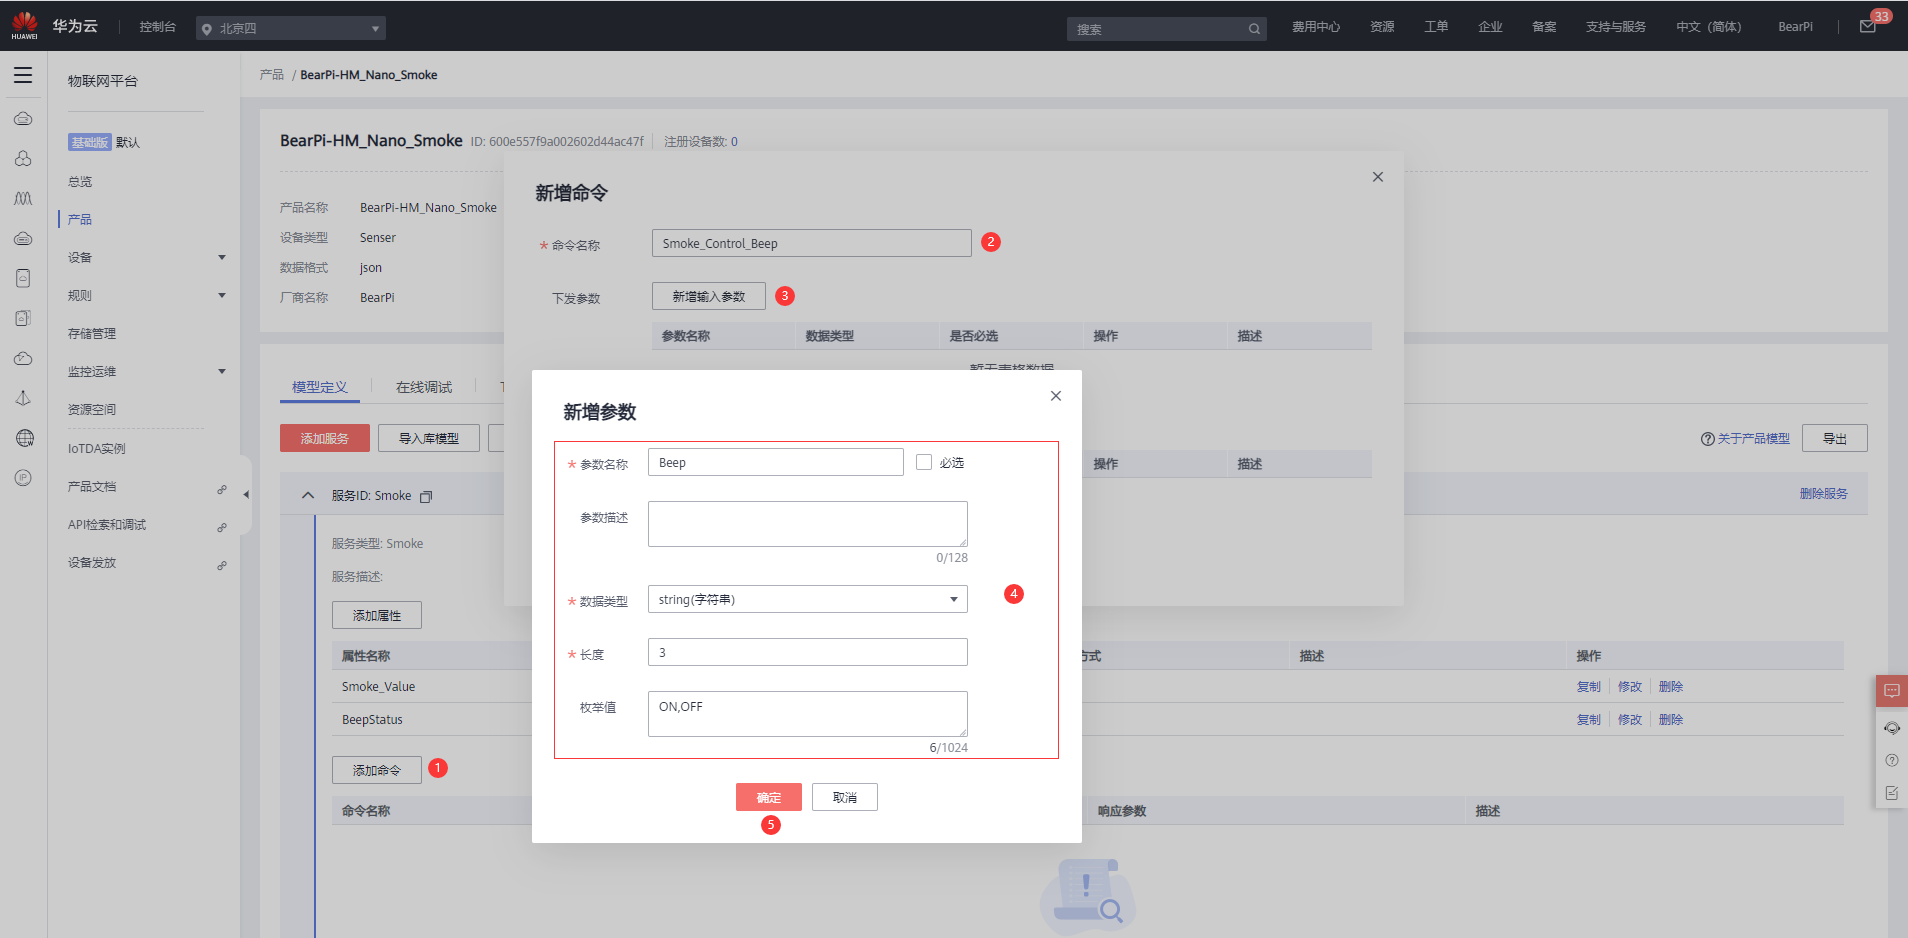 HUAWEI
华为云
控制台
北京四
搜索
费用中心
资源
工单
企业
备案
支持与服务
中文（简体）
BearPi
33
物联网平台
基础版 默认
总览
产品
设备
规则
存储管理
监控运维
资源空间
IoTDA实例
产品文档
API检索和调试
设备发放
产品 / BearPi-HM_Nano_Smoke
BearPi-HM_Nano_Smoke ID: 600e557f9a002602d44ac47f 注册设备数: 0
产品名称 BearPi-HM_Nano_Smoke
设备类型 Senser
数据格式 json
厂商名称 BearPi
模型定义 在线调试
添加服务 导入库模型
关于产品模型 导出
服务ID: Smoke
删除服务
服务类型: Smoke
服务描述:
添加属性
属性名称 方式 描述 操作
Smoke_Value 复制 修改 删除
BeepStatus 复制 修改 删除
添加命令 1
命令名称 响应参数 描述
新增命令
* 命令名称 Smoke_Control_Beep 2
下发参数 新增输入参数 3
参数名称 数据类型 是否必选 操作 描述
暂无表格数据
操作 描述
新增参数
* 参数名称 Beep 必选
参数描述
0/128
* 数据类型 string(字符串) 4
* 长度 3
枚举值 ON,OFF
6/1024
确定 取消
5